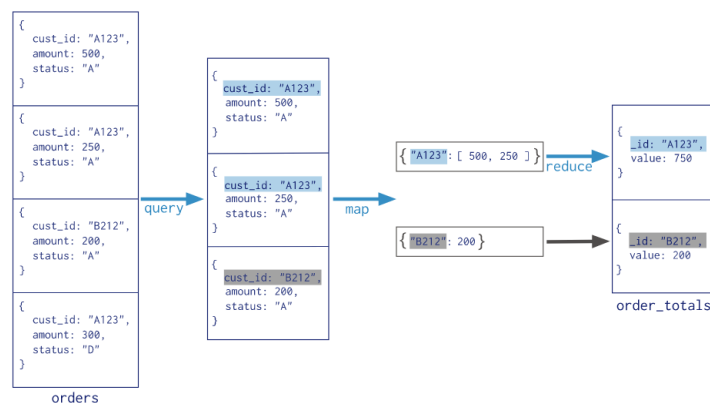 {
cust_id: "A123",
amount: 500,
status: "A"
}
{
cust_id: "A123",
amount: 250,
status: "A"
}
{
cust_id: "B212",
amount: 200,
status: "A"
}
{
cust_id: "A123",
amount: 300,
status: "D"
}
orders
query
{
cust_id: "A123",
amount: 500,
status: "A"
}
{
cust_id: "A123",
amount: 250,
status: "A"
}
{
cust_id: "B212",
amount: 200,
status: "A"
}
map
{ "A123": [ 500, 250 ] }
{ "B212": 200 }
reduce
{
_id: "A123",
value: 750
}
{
_id: "B212",
value: 200
}
order_totals